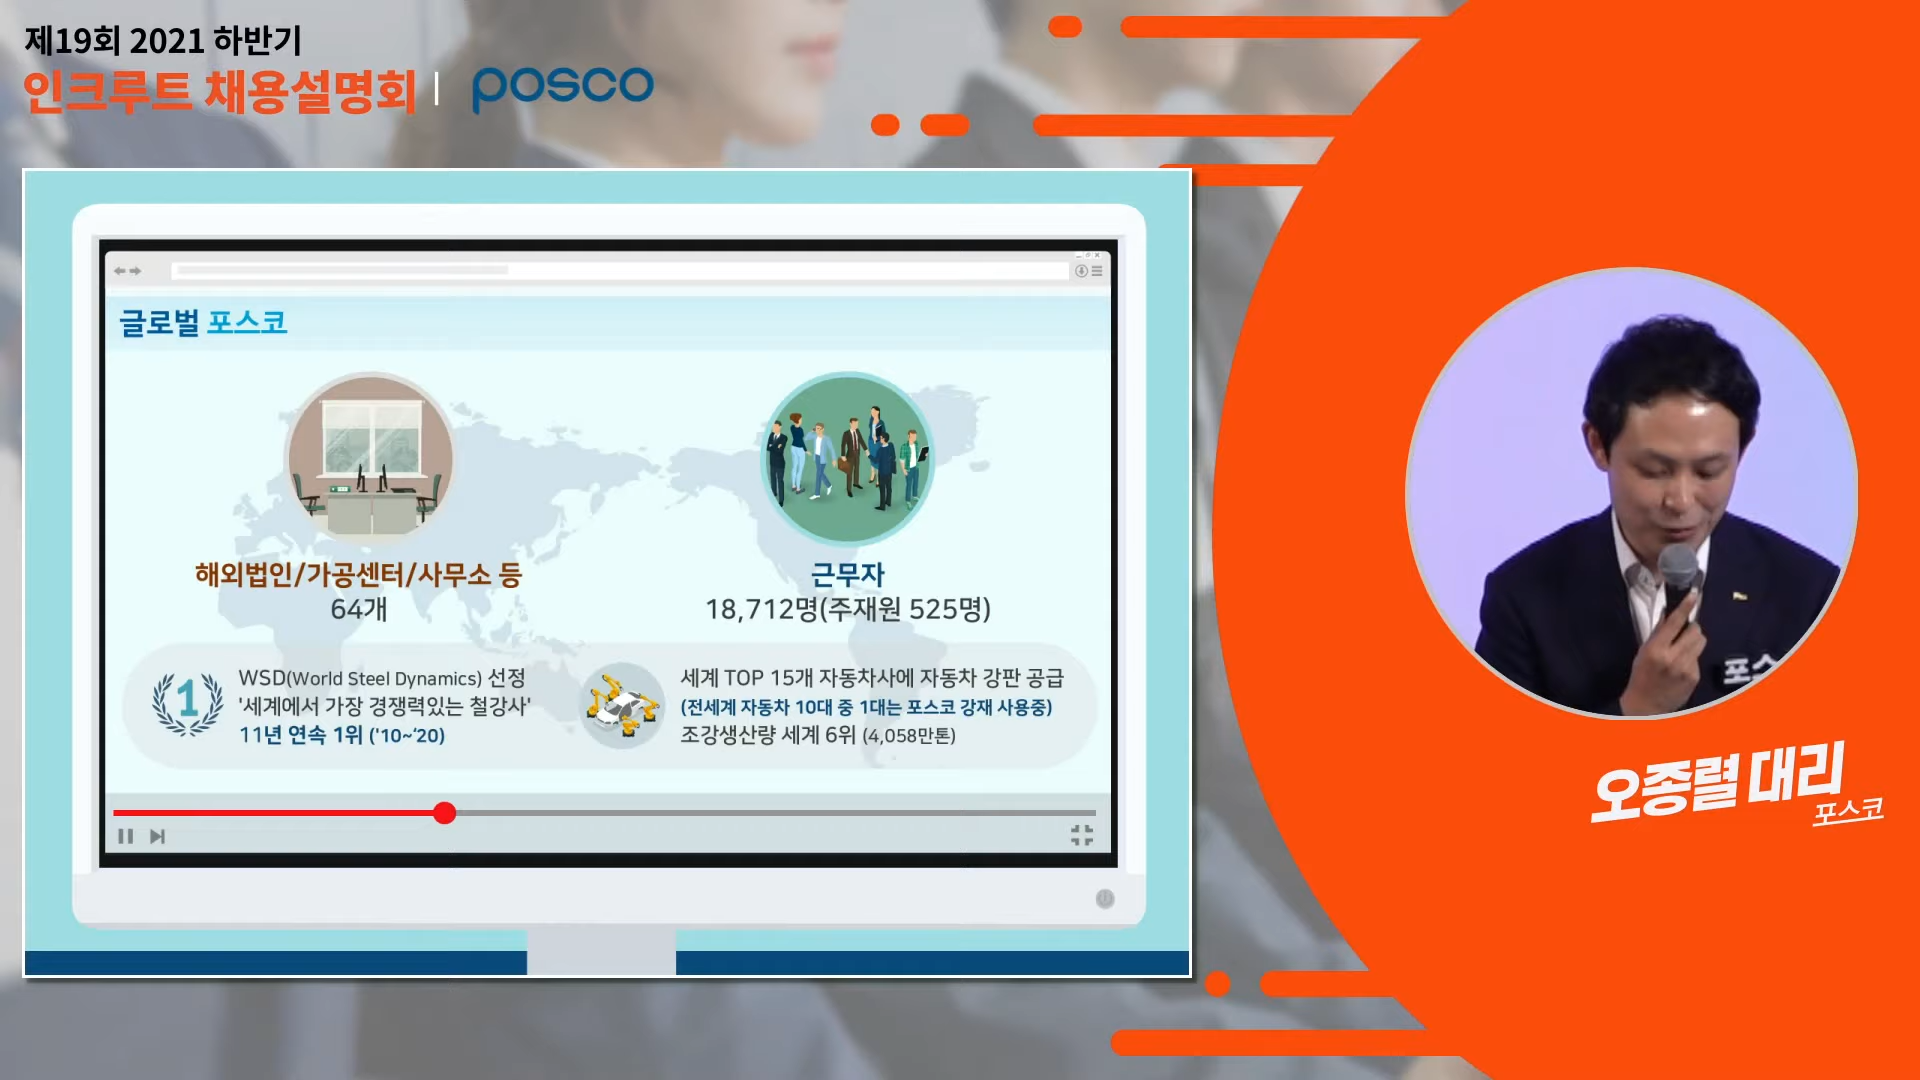 제19회 2021 하반기
인크루트 채용설명회 | posco
글로벌 포스코
해외법인/가공센터/사무소 등
64개
근무자
18,712명(주재원 525명)
1
WSD(World Steel Dynamics) 선정
'세계에서 가장 경쟁력있는 철강사'
11년 연속 1위 ('10~'20)
세계 TOP 15개 자동차사에 자동차 강판 공급
(전세계 자동차 10대 중 1대는 포스코 강재 사용중)
조강생산량 세계 6위 (4,058만톤)
포스
오종렬 대리
포스코